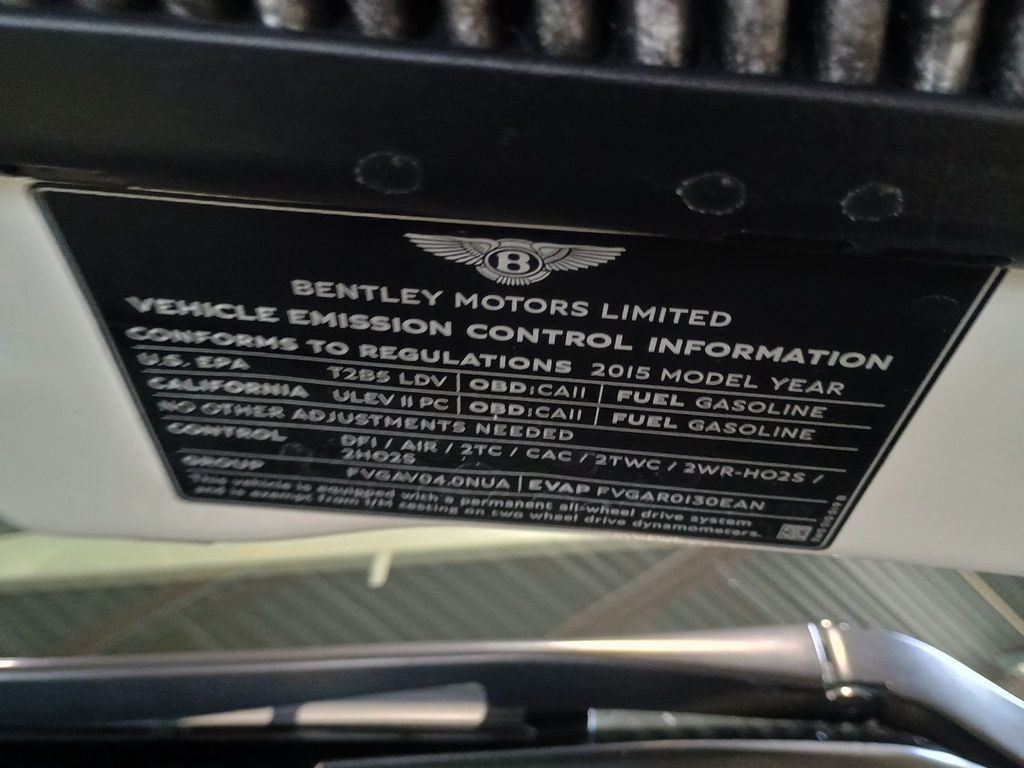 B
BENTLEY MOTORS LIMITED
VEHICLE EMISSION CONTROL INFORMATION
CONFORMS TO REGULATIONS 2015 MODEL YEAR
U.S. EPA T2B5 LDV OBD:CAII FUEL GASOLINE
CALIFORNIA ULEV II PC OBD:CAII FUEL GASOLINE
NO OTHER ADJUSTMENTS NEEDED
CONTROL DFI / AIR / 2TC / CAC / 2TWC / 2WR-HO2S /
2HO2S
GROUP FVGAV04.0NUA EVAP FVGAR0130EAN
This vehicle is equipped with a permanent all-wheel drive system
and is exempt from I/M testing on two wheel drive dynamometers.